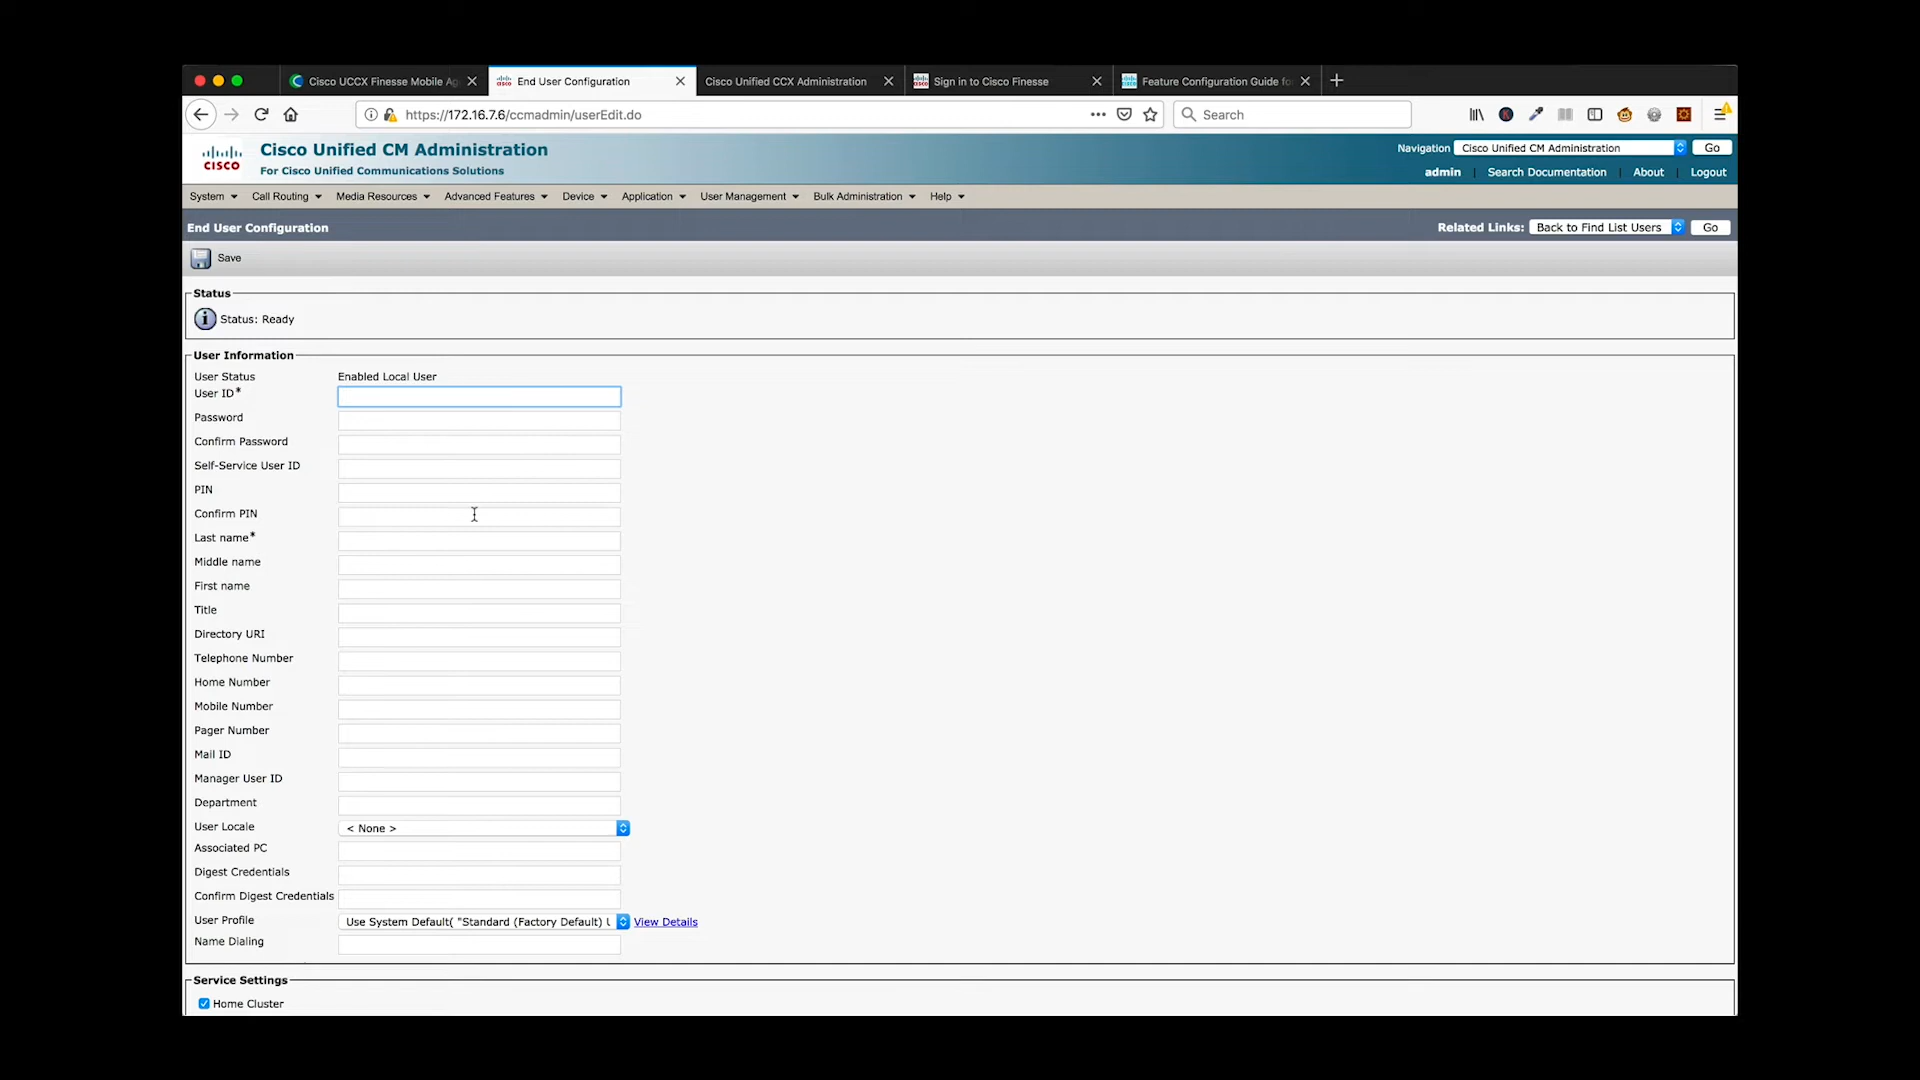 Cisco UCCX Finesse Mobile Ag
End User Configuration
Cisco Unified CCX Administration
Sign in to Cisco Finesse
Feature Configuration Guide fo
https://172.16.7.6/ccmadmin/userEdit.do
Search
CISCO
Cisco Unified CM Administration
For Cisco Unified Communications Solutions
Navigation Cisco Unified CM Administration Go
admin | Search Documentation | About | Logout
System Call Routing Media Resources Advanced Features Device Application User Management Bulk Administration Help
End User Configuration
Related Links: Back to Find List Users Go
Save
Status
Status: Ready
User Information
User Status Enabled Local User
User ID*
Password
Confirm Password
Self-Service User ID
PIN
Confirm PIN
Last name*
Middle name
First name
Title
Directory URI
Telephone Number
Home Number
Mobile Number
Pager Number
Mail ID
Manager User ID
Department
User Locale < None >
Associated PC
Digest Credentials
Confirm Digest Credentials
User Profile Use System Default( "Standard (Factory Default) U View Details
Name Dialing
Service Settings
Home Cluster